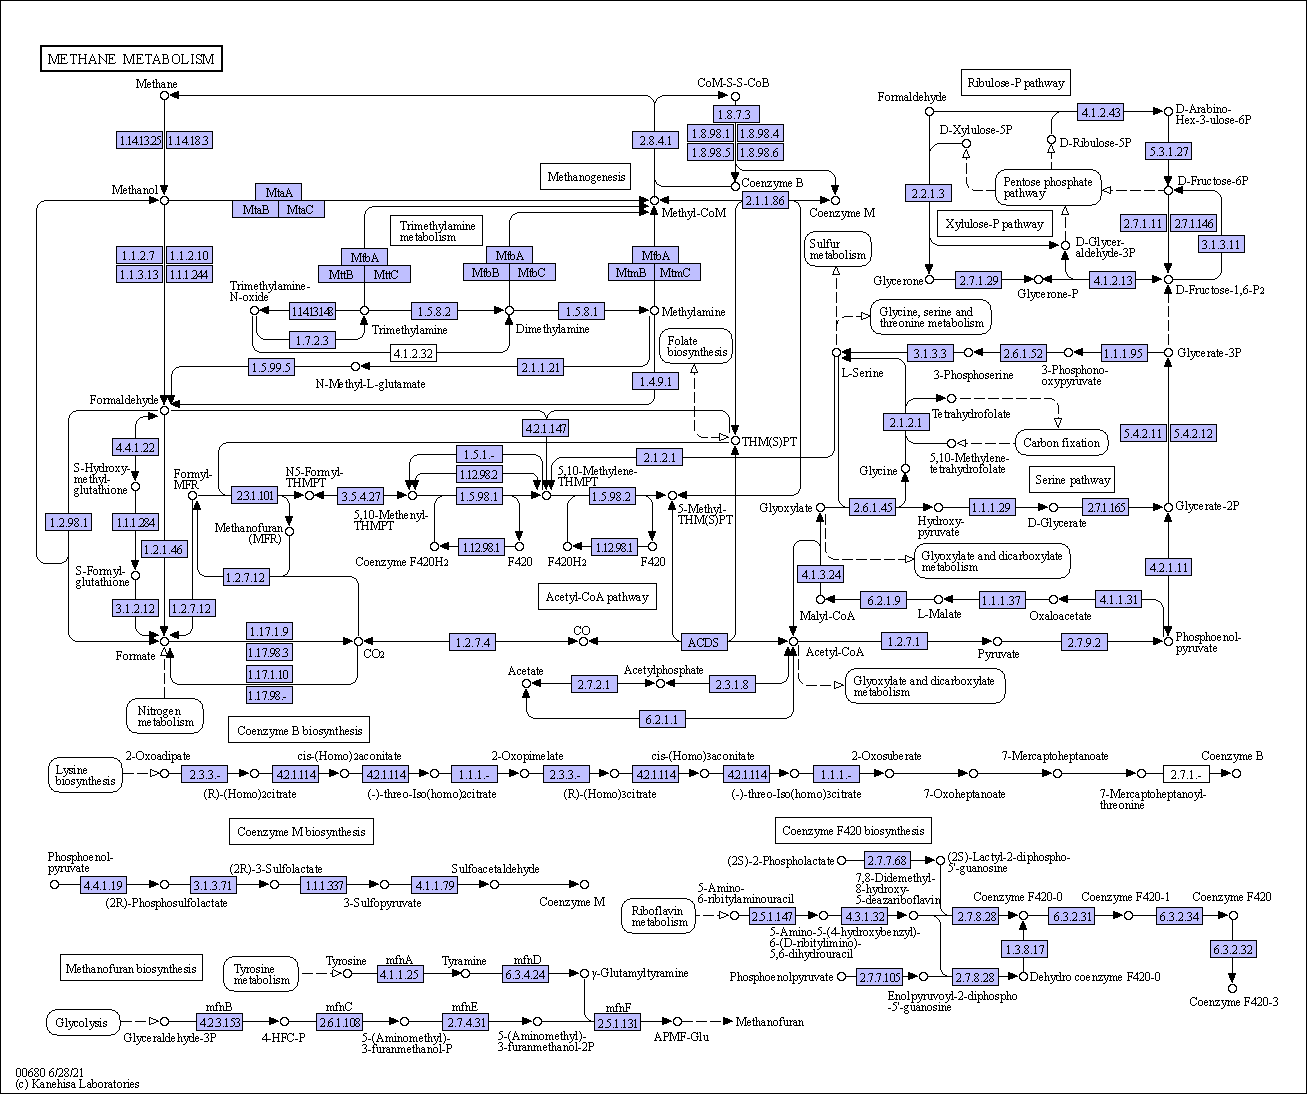 METHANE METABOLISM
Methane
CoM-S-S-CoB
Ribulose-P pathway
Formaldehyde
D-Arabino-
Hex-3-ulose-6P
4.1.2.43
1.8.7.3
1.14.13.25 1.14.18.3
2.8.4.1
1.8.98.1 1.8.98.4
1.8.98.5 1.8.98.6
D-Xylulose-5P
D-Ribulose-5P
5.3.1.27
Methanogenesis
Methanol
MtaA
MtaB MtaC
Coenzyme B
2.1.1.86
Methyl-CoM
Coenzyme M
2.2.1.3
Pentose phosphate
pathway
D-Fructose-6P
Xylulose-P pathway
2.7.1.11 2.7.1.146
3.1.3.11
Trimethylamine
metabolism
Sulfur
metabolism
D-Glycer-
aldehyde-3P
1.1.2.7 1.1.2.10
1.1.3.13 1.1.1.244
MtbA
MttB MttC
MtbA
MtbB MtbC
MtbA
MtmB MtmC
Glycerone
2.7.1.29
Glycerone-P
4.1.2.13
D-Fructose-1,6-P2
Trimethylamine-
N-oxide
1.14.13.148
Trimethylamine
1.5.8.2
Dimethylamine
1.5.8.1
Methylamine
1.7.2.3
4.1.2.32
Glycine, serine and
threonine metabolism
Folate
biosynthesis
1.5.99.5
N-Methyl-L-glutamate
2.1.1.21
1.4.9.1
L-Serine
3.1.3.3
3-Phosphoserine
2.6.1.52
3-Phosphono-
oxypyruvate
1.1.1.95
Glycerate-3P
Formaldehyde
4.2.1.147
THM(S)PT
Tetrahydrofolate
2.1.2.1
Carbon fixation
5,10-Methylene-
tetrahydrofolate
5.4.2.11 5.4.2.12
4.4.1.22
S-Hydroxy-
methyl-
glutathione
Formyl-
MFR
N5-Formyl-
THMPT
1.5.1.-
1.12.98.2
5,10-Methylene-
THMPT
2.1.2.1
Glycine
Serine pathway
2.3.1.101
3.5.4.27
5,10-Methenyl-
THMPT
1.5.98.1
1.5.98.2
5-Methyl-
THM(S)PT
Glyoxylate
2.6.1.45
Hydroxy-
pyruvate
1.1.1.29
D-Glycerate
2.7.1.165
Glycerate-2P
1.2.98.1
1.1.1.284
Methanofuran
(MFR)
1.2.1.46
Coenzyme F420H2
1.12.98.1
F420
F420H2
1.12.98.1
F420
Glyoxylate and dicarboxylate
metabolism
4.2.1.11
S-Formyl-
glutathione
1.2.7.12
4.1.3.24
Acetyl-CoA pathway
3.1.2.12
1.2.7.12
Malyl-CoA
6.2.1.9
L-Malate
1.1.1.37
Oxaloacetate
4.1.1.31
Formate
1.17.1.9
1.17.98.3
1.17.1.10
1.17.98.-
CO2
1.2.7.4
CO
ACDS
Acetyl-CoA
1.2.7.1
Pyruvate
2.7.9.2
Phosphoenol-
pyruvate
Acetate
2.7.2.1
Acetylphosphate
2.3.1.8
6.2.1.1
Glyoxylate and dicarboxylate
metabolism
Nitrogen
metabolism
Coenzyme B biosynthesis
Lysine
biosynthesis
2-Oxoadipate
2.3.3.-
(R)-(Homo)2citrate
4.2.1.114
cis-(Homo)2aconitate
4.2.1.114
(-)-threo-Iso(homo)2citrate
1.1.1.-
2-Oxopimelate
2.3.3.-
(R)-(Homo)3citrate
4.2.1.114
cis-(Homo)3aconitate
4.2.1.114
(-)-threo-Iso(homo)3citrate
1.1.1.-
2-Oxosuberate
7-Oxoheptanoate
7-Mercaptoheptanoate
7-Mercaptoheptanoyl-
threonine
2.7.1.-
Coenzyme B
Coenzyme M biosynthesis
Phosphoenol-
pyruvate
4.4.1.19
(2R)-Phosphosulfolactate
3.1.3.71
(2R)-3-Sulfolactate
1.1.1.337
3-Sulfopyruvate
4.1.1.79
Sulfoacetaldehyde
Coenzyme M
Coenzyme F420 biosynthesis
(2S)-2-Phospholactate
2.7.7.68
(2S)-Lactyl-2-diphospho-
5'-guanosine
Riboflavin
metabolism
5-Amino-
6-ribitylaminouracil
2.5.1.147
5-Amino-5-(4-hydroxybenzyl)-
6-(D-ribitylimino)-
5,6-dihydrouracil
4.3.1.32
7,8-Didemethyl-
8-hydroxy-
5-deazariboflavin
2.7.8.28
Coenzyme F420-0
6.3.2.31
Coenzyme F420-1
6.3.2.34
Coenzyme F420
1.3.8.17
6.3.2.32
Coenzyme F420-3
Phosphoenolpyruvate
2.7.7.105
Enolpyruvoyl-2-diphospho
-5'-guanosine
2.7.8.28
Dehydro coenzyme F420-0
Methanofuran biosynthesis
Tyrosine
metabolism
Tyrosine
mfnA
4.1.1.25
Tyramine
mfnD
6.3.4.24
γ-Glutamyltyramine
Glycolysis
Glyceraldehyde-3P
mfnB
4.2.3.153
4-HFC-P
mfnC
2.6.1.108
5-(Aminomethyl)-
3-furanmethanol-P
mfnE
2.7.4.31
5-(Aminomethyl)-
3-furanmethanol-2P
mfnF
2.5.1.131
APMF-Glu
Methanofuran
00680 6/28/21
(c) Kanehisa Laboratories